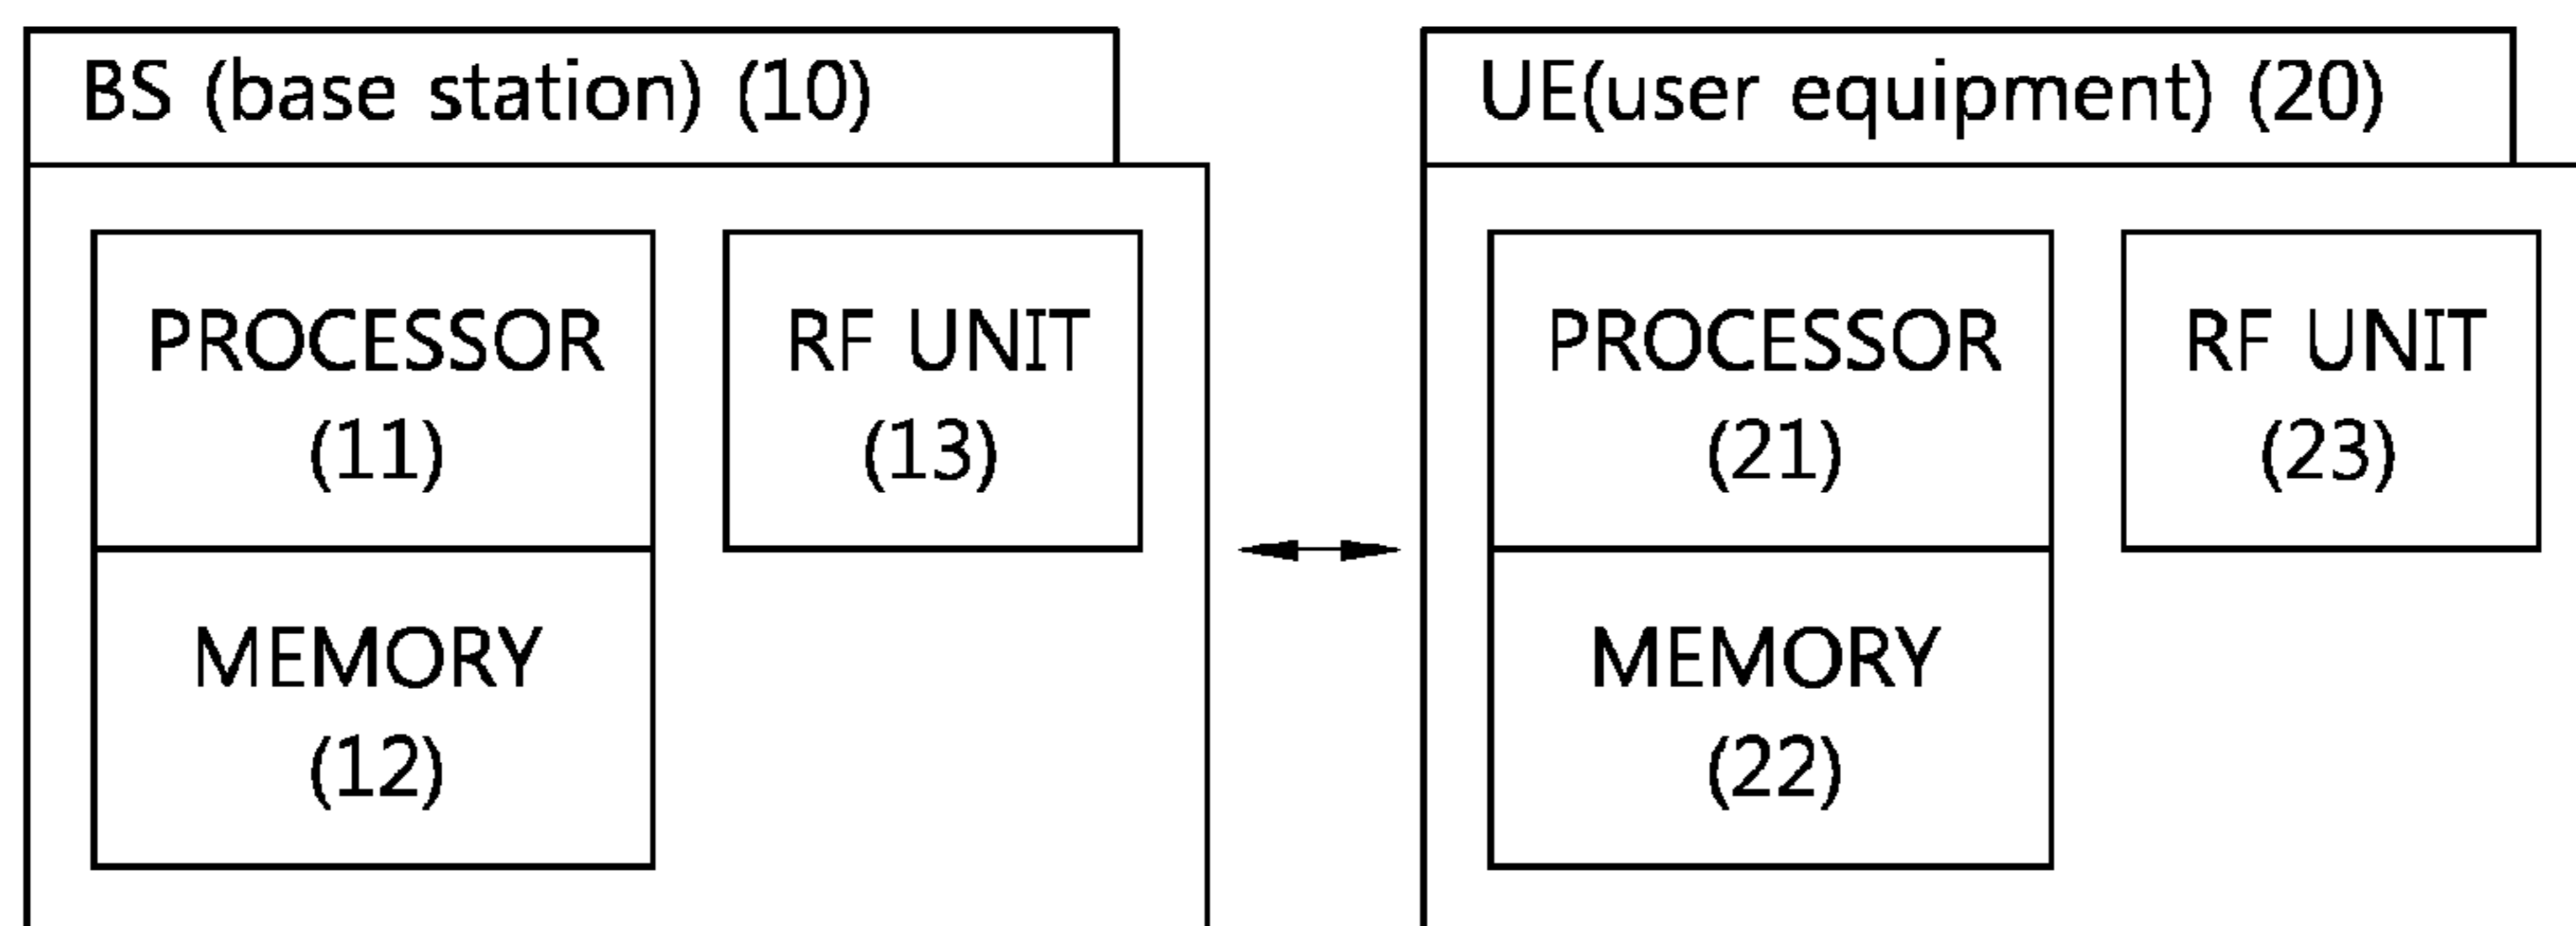 BS (base station) (10)
PROCESSOR
(11)
RF UNIT
(13)
MEMORY
(12)
UE(user equipment) (20)
PROCESSOR
(21)
RF UNIT
(23)
MEMORY
(22)